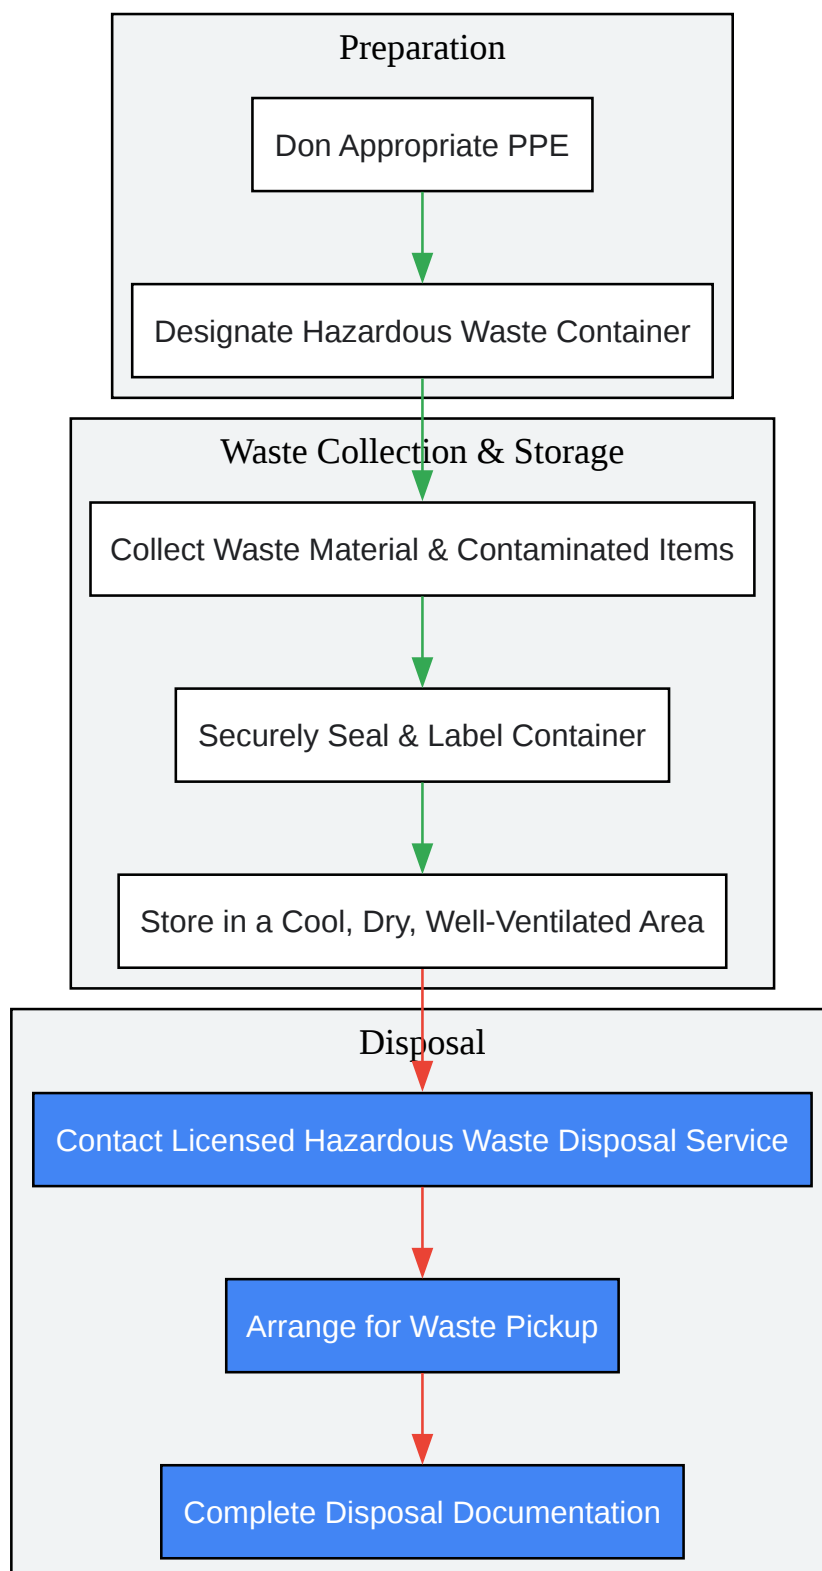 Preparation
Don Appropriate PPE
Designate Hazardous Waste Container
Waste Collection & Storage
Collect Waste Material & Contaminated Items
Securely Seal & Label Container
Store in a Cool, Dry, Well-Ventilated Area
Disposal
Contact Licensed Hazardous Waste Disposal Service
Arrange for Waste Pickup
Complete Disposal Documentation